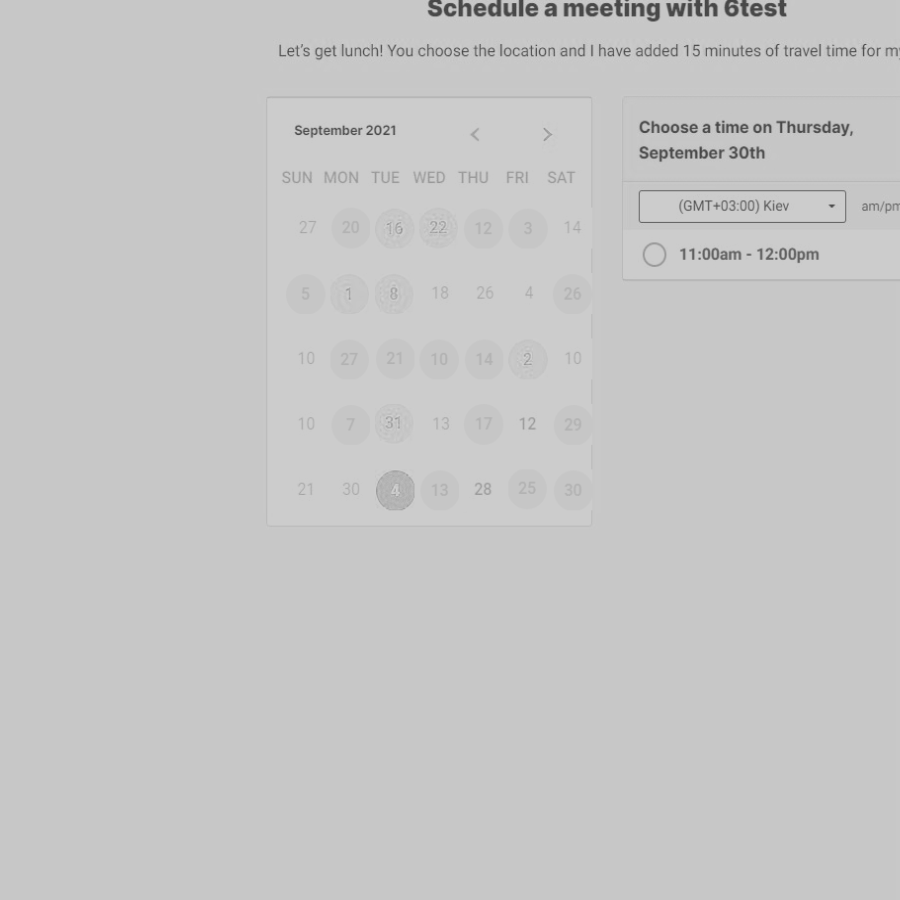 Schedule a meeting with 6test
Let's get lunch! You choose the location and I have added 15 minutes of travel time for my
September 2021
SUN MON TUE WED THU FRI SAT
27 20 16 22 12 3 14
5 1 8 18 26 4 26
10 27 21 10 14 2 10
10 7 31 13 17 12 29
21 30 4 13 28 25 30
Choose a time on Thursday,
September 30th
(GMT+03:00) Kiev am/pm
11:00am - 12:00pm